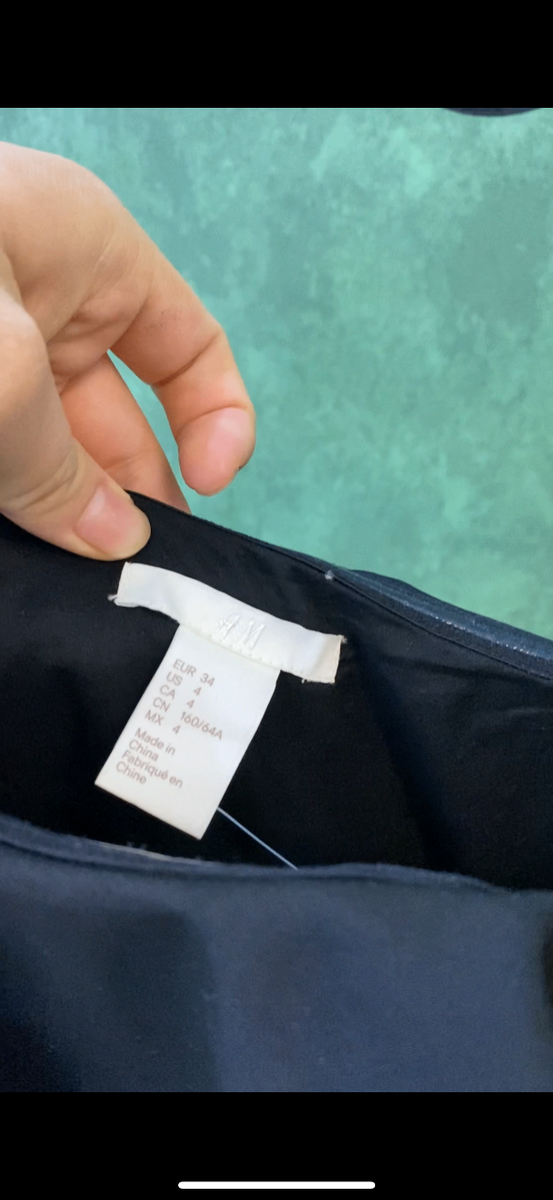 H&M
EUR 34
US 4
CA 4
CN 160/64A
MX 4
Made in
China
Fabriqué en
Chine